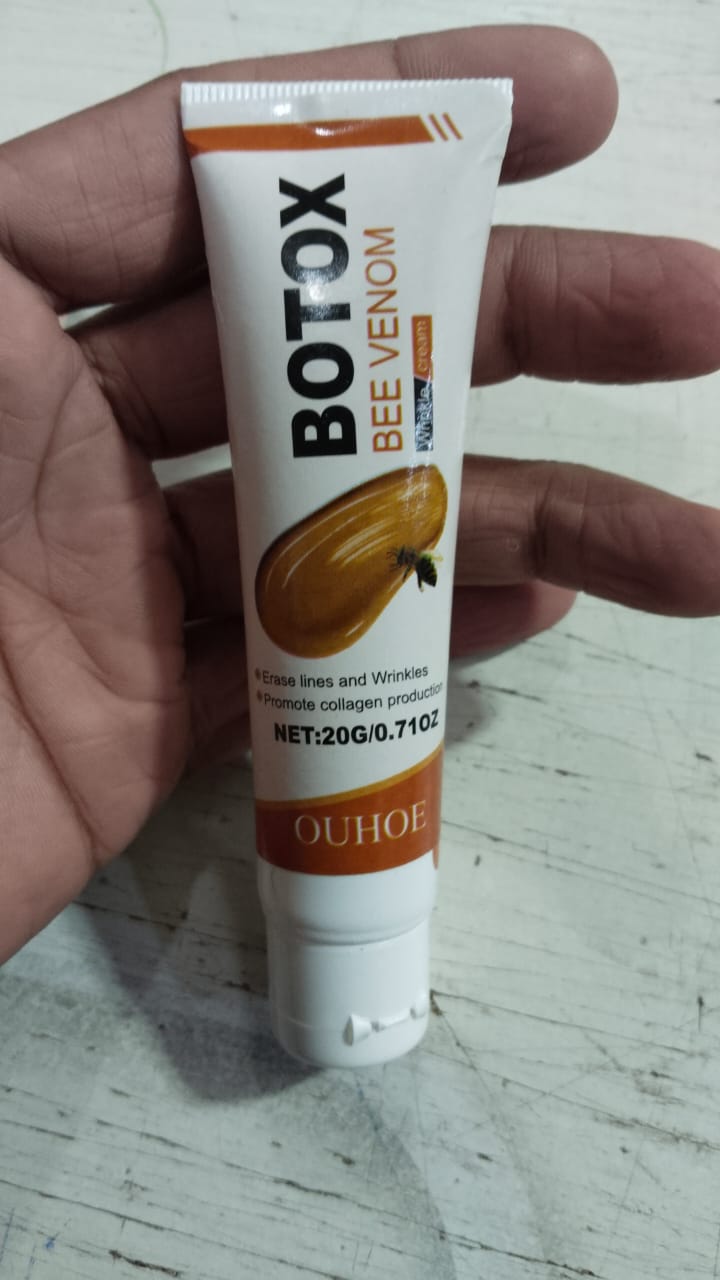 BOTOX
BEE VENOM
Wrinkle cream
Erase lines and Wrinkles
Promote collagen production
NET:20G/0.71OZ
OUHOE